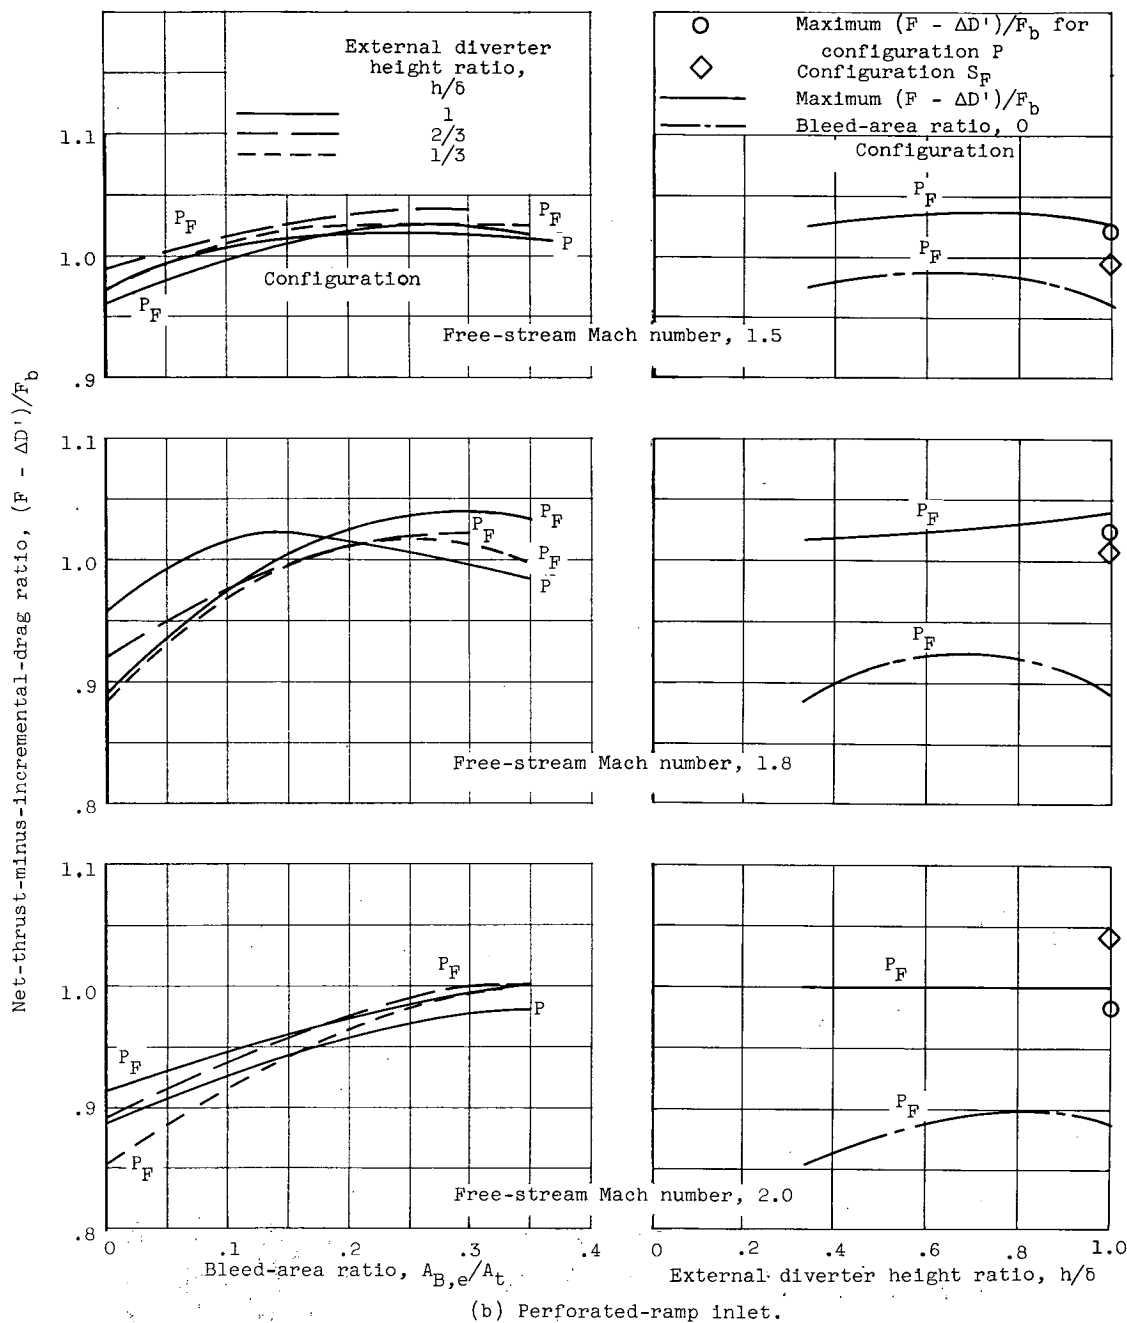 External diverter
height ratio,
h/δ
1
2/3
1/3
Maximum (F - ΔD')/F_b for
configuration P
Configuration S_F
Maximum (F - ΔD')/F_b
Bleed-area ratio, 0
Configuration
1.1
1.0
.9
P_F
P_F
P
Configuration
P_F
P_F
P_F
Free-stream Mach number, 1.5
Net-thrust-minus-incremental-drag ratio, (F - ΔD')/F_b
1.1
1.0
.9
.8
P_F
P_F
P_F
P
P_F
P_F
Free-stream Mach number, 1.8
1.1
1.0
.9
.8
P_F
P
P_F
P_F
P_F
P_F
Free-stream Mach number, 2.0
0 .1 .2 .3 .4
Bleed-area ratio, A_B,e/A_t
.0 .2 .4 .6 .8 1.0
External diverter height ratio, h/δ
(b) Perforated-ramp inlet.